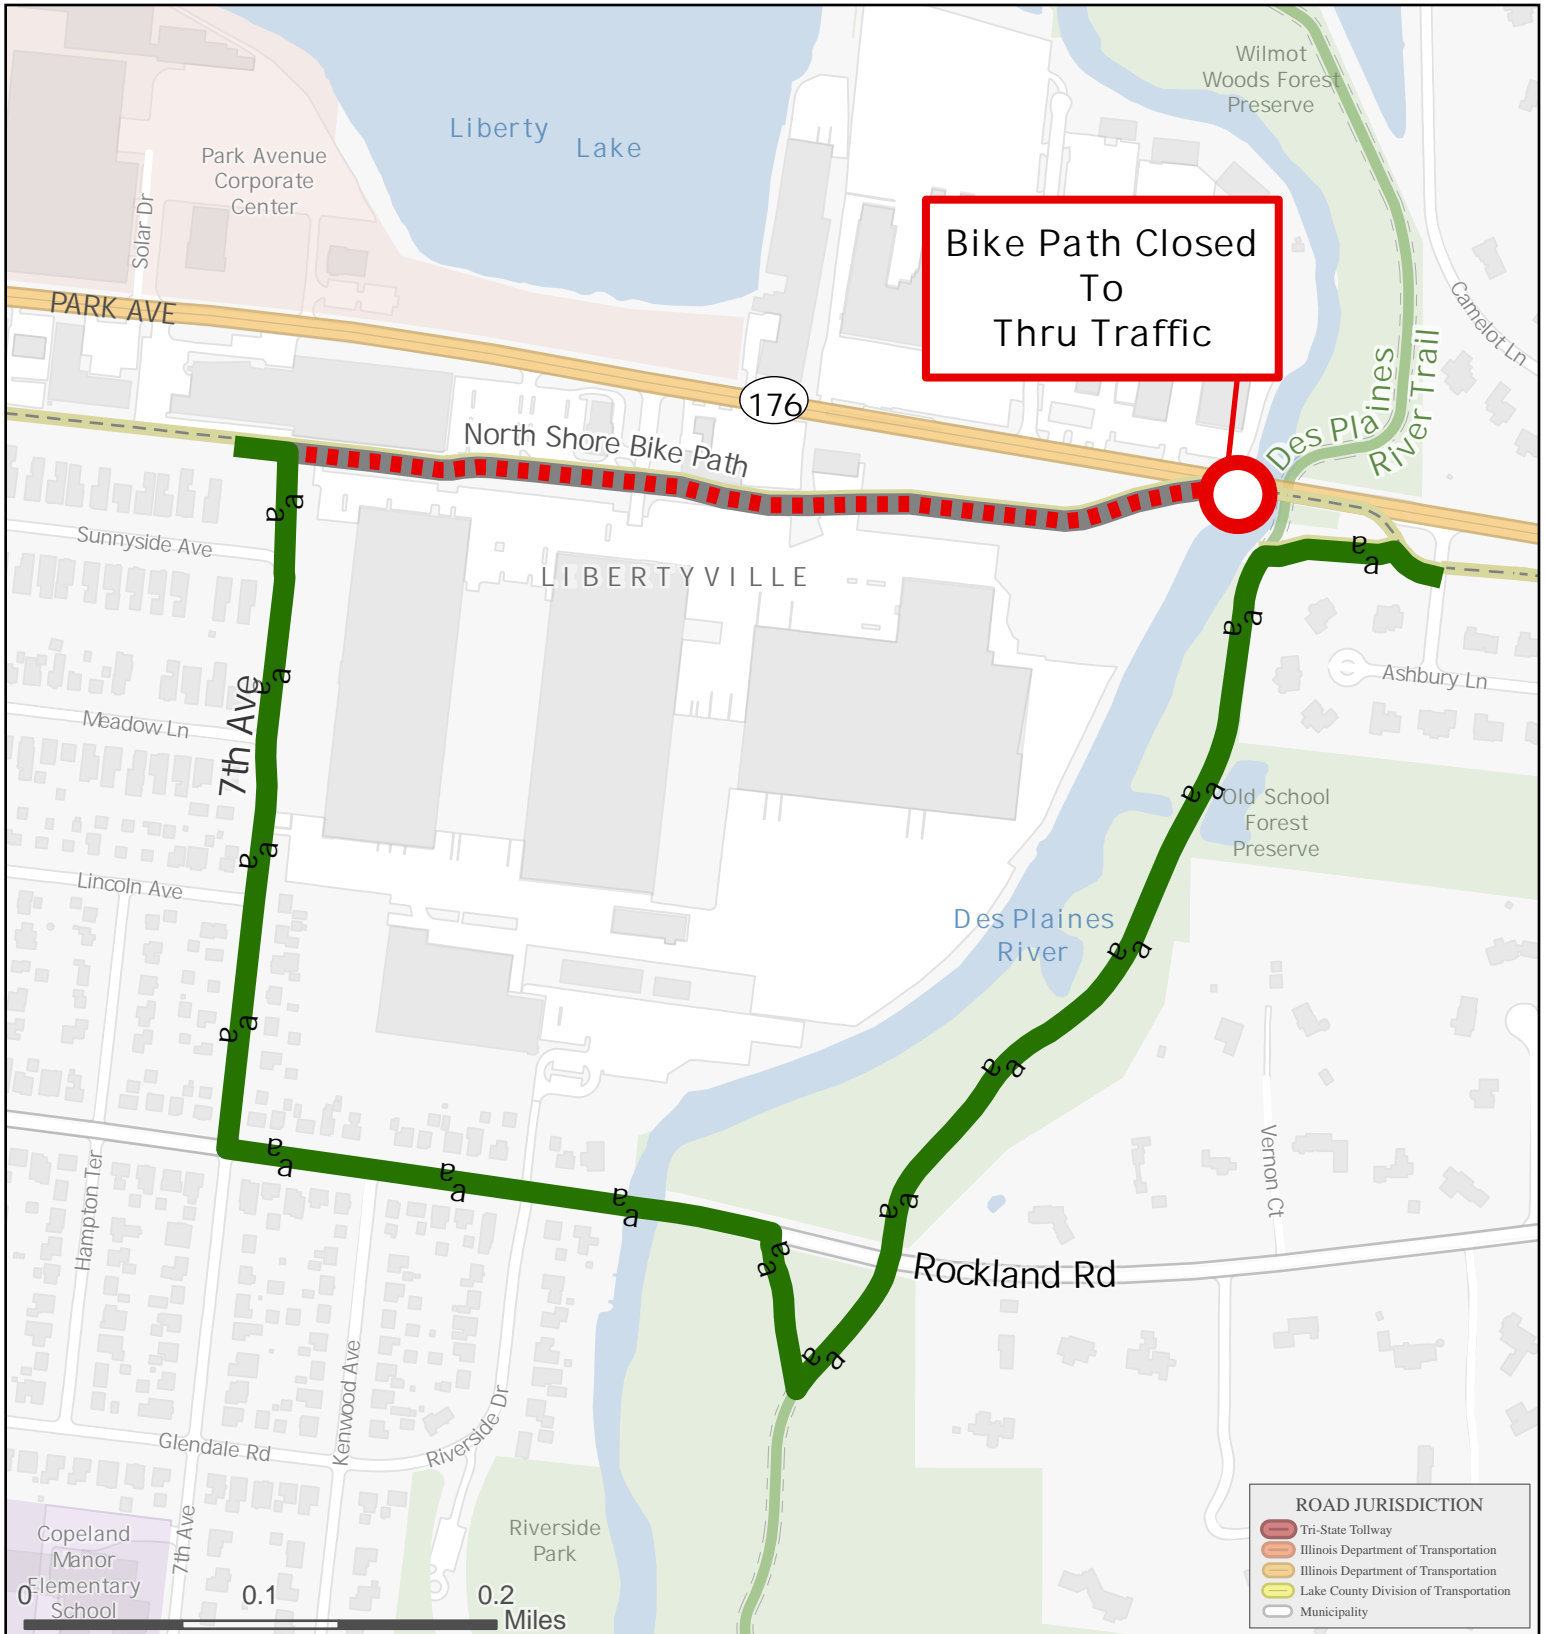 Wilmot
Woods Forest
Preserve
Liberty
Lake
Park Avenue
Corporate
Center
Solar Dr
Bike Path Closed
To
Thru Traffic
PARK AVE
Camelot Ln
Des Plaines
River Trail
176
North Shore Bike Path
a
a
Sunnyside Ave
LIBERTYVILLE
a
a
a
a
Ashbury Ln
a
a
7th Ave
Meadow Ln
Old School
Forest
Preserve
a
a
a
a
Lincoln Ave
Des Plaines
River
a
a
a
a
a
a
Vernon Ct
Hampton Ter
a
a
a
a
a
a
a
a
a
a
Rockland Rd
a
a
Kenwood Ave
Riverside Dr
Glendale Rd
7th Ave
Riverside
Park
Copeland
Manor
Elementary
School
0
0.1
0.2
Miles
ROAD JURISDICTION
Tri-State Tollway
Illinois Department of Transportation
Illinois Department of Transportation
Lake County Division of Transportation
Municipality